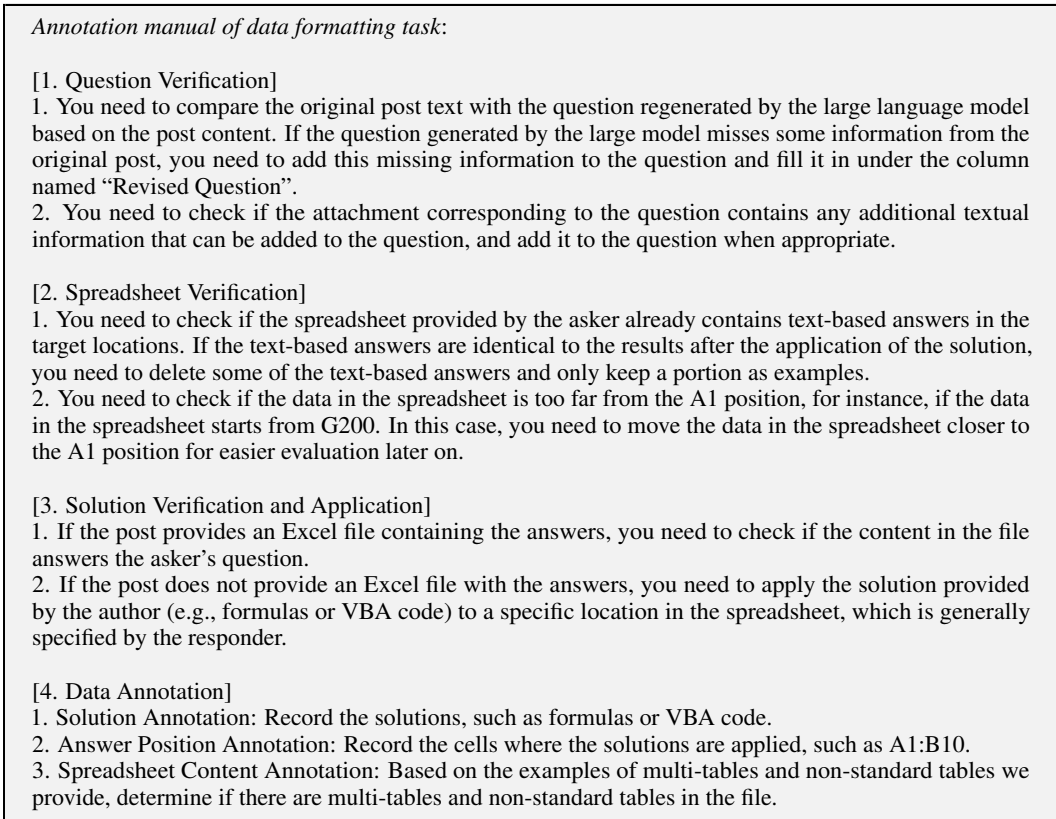 Annotation manual of data formatting task:
[1. Question Verification]
1. You need to compare the original post text with the question regenerated by the large language model
based on the post content. If the question generated by the large model misses some information from the
original post, you need to add this missing information to the question and fill it in under the column
named “Revised Question”.
2. You need to check if the attachment corresponding to the question contains any additional textual
information that can be added to the question, and add it to the question when appropriate.
[2. Spreadsheet Verification]
1. You need to check if the spreadsheet provided by the asker already contains text-based answers in the
target locations. If the text-based answers are identical to the results after the application of the solution,
you need to delete some of the text-based answers and only keep a portion as examples.
2. You need to check if the data in the spreadsheet is too far from the A1 position, for instance, if the data
in the spreadsheet starts from G200. In this case, you need to move the data in the spreadsheet closer to
the A1 position for easier evaluation later on.
[3. Solution Verification and Application]
1. If the post provides an Excel file containing the answers, you need to check if the content in the file
answers the asker's question.
2. If the post does not provide an Excel file with the answers, you need to apply the solution provided
by the author (e.g., formulas or VBA code) to a specific location in the spreadsheet, which is generally
specified by the responder.
[4. Data Annotation]
1. Solution Annotation: Record the solutions, such as formulas or VBA code.
2. Answer Position Annotation: Record the cells where the solutions are applied, such as A1:B10.
3. Spreadsheet Content Annotation: Based on the examples of multi-tables and non-standard tables we
provide, determine if there are multi-tables and non-standard tables in the file.